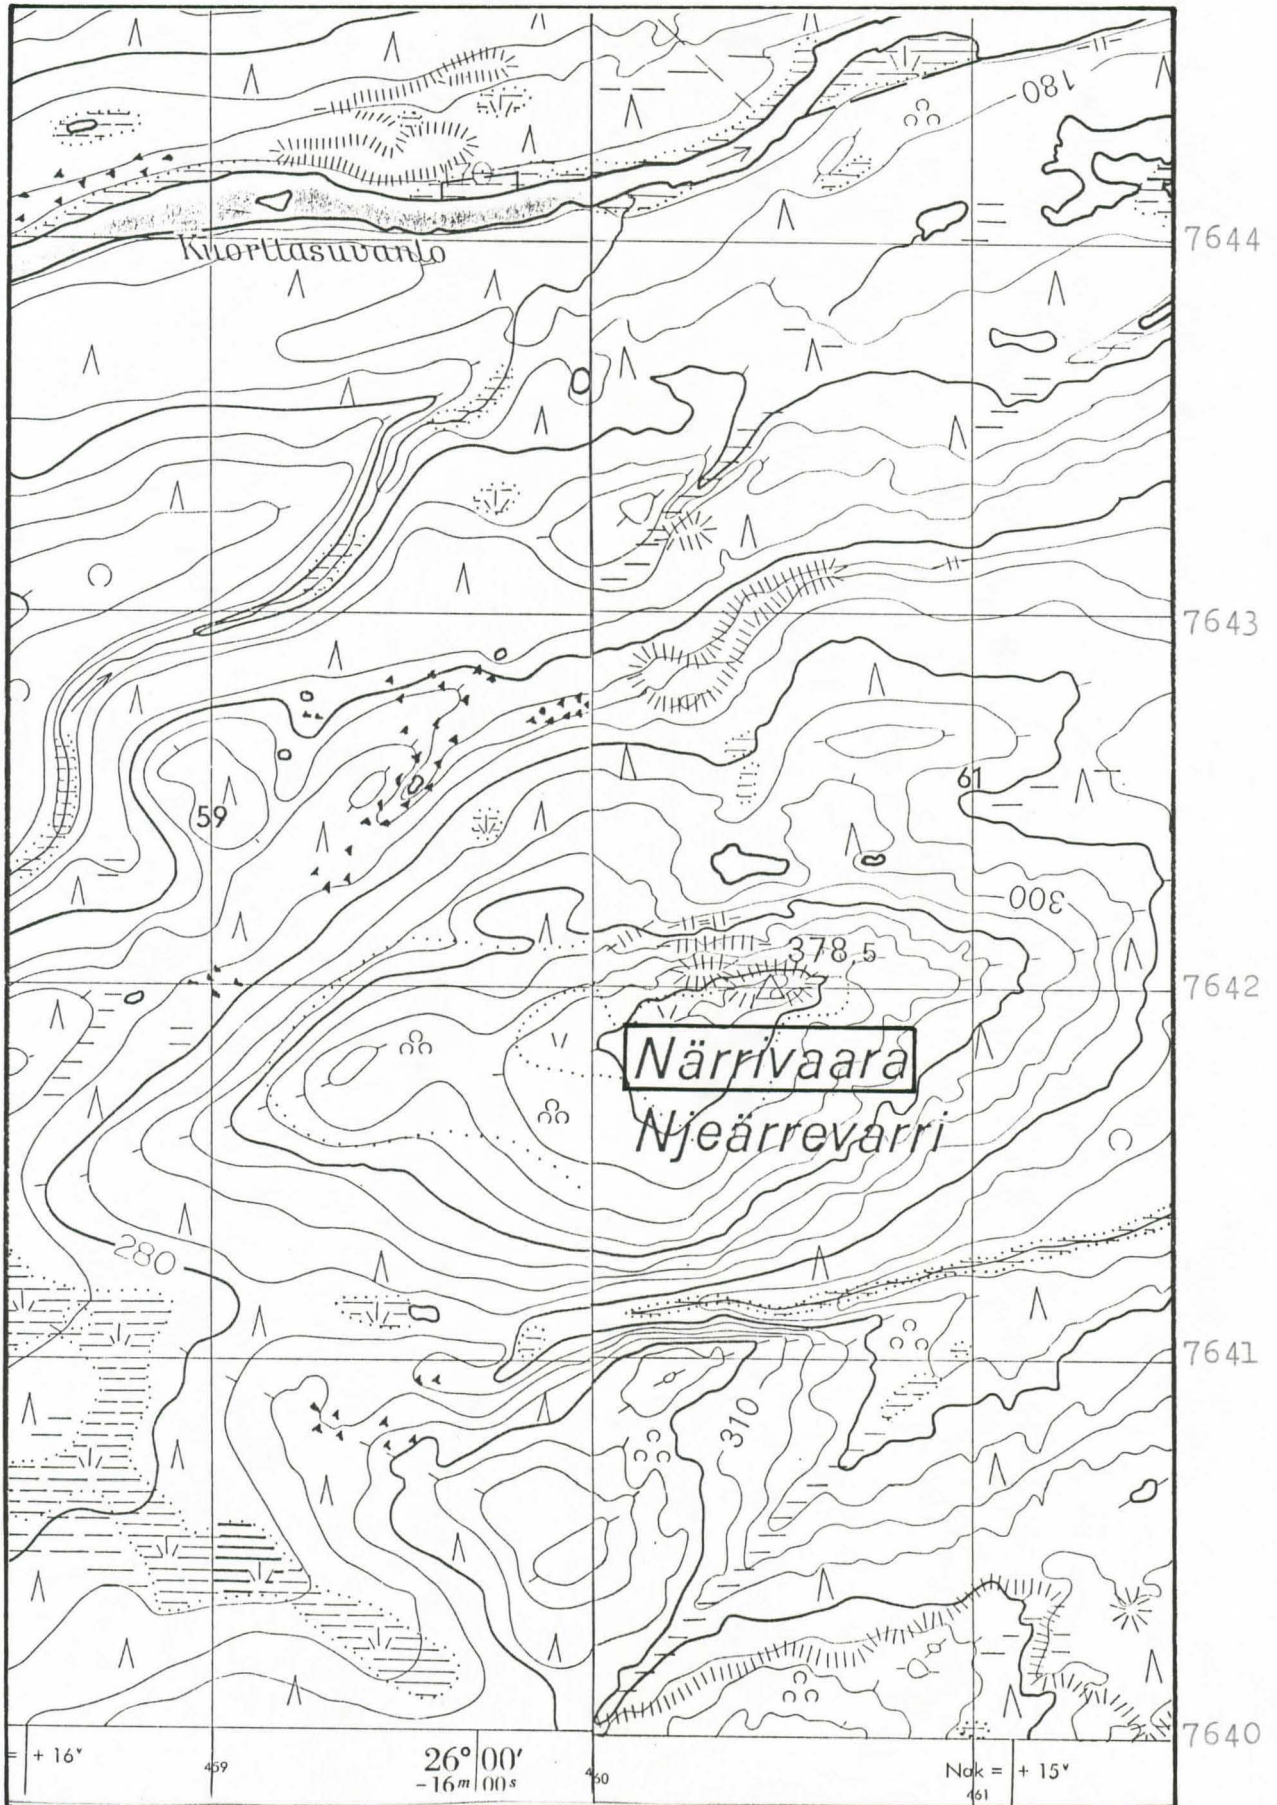 180
Kuorttasuvanto
7644
7643
61
59
300
378,5
7642
Närrivaara
Njeärrevarri
280
7641
310
7640
= + 16ᵛ
459
26° 00'
-16ᵐ 00ˢ
460
Nak = + 15ᵛ
461